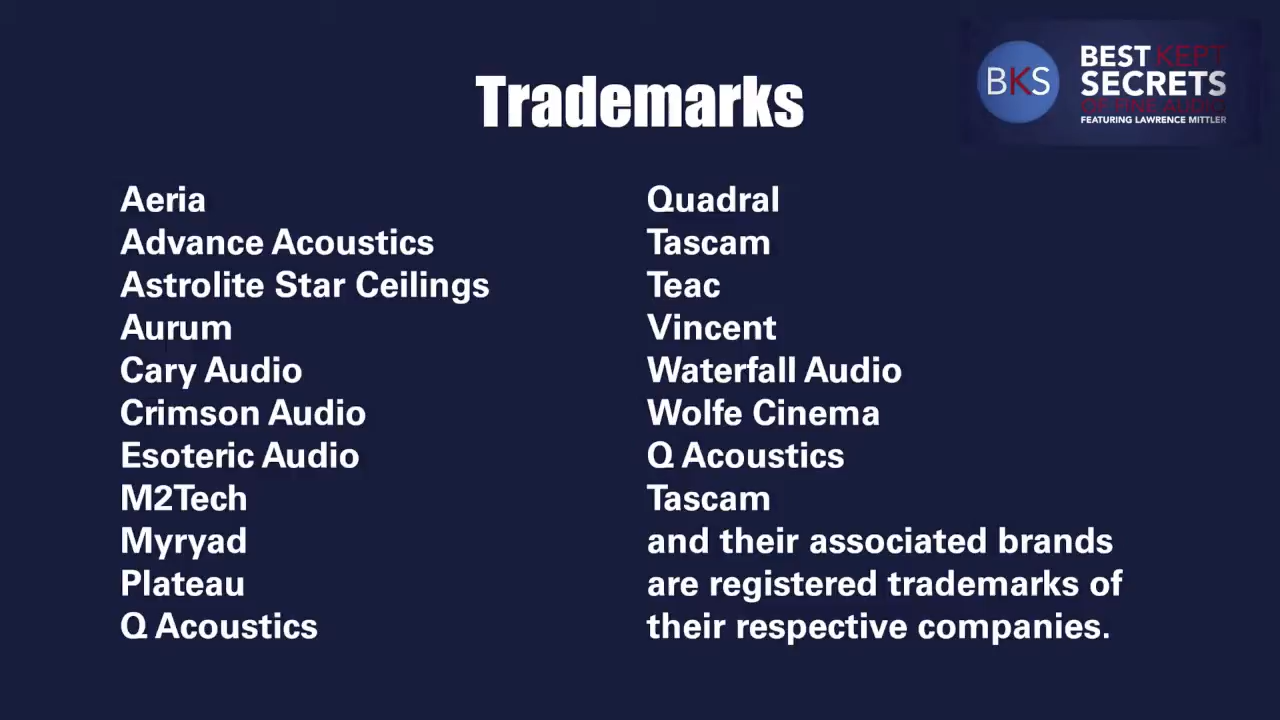 Trademarks
BKS
BEST KEPT
SECRETS
OF FINE AUDIO
FEATURING LAWRENCE MITTLER
Aeria
Advance Acoustics
Astrolite Star Ceilings
Aurum
Cary Audio
Crimson Audio
Esoteric Audio
M2Tech
Myryad
Plateau
Q Acoustics
Quadral
Tascam
Teac
Vincent
Waterfall Audio
Wolfe Cinema
Q Acoustics
Tascam
and their associated brands
are registered trademarks of
their respective companies.